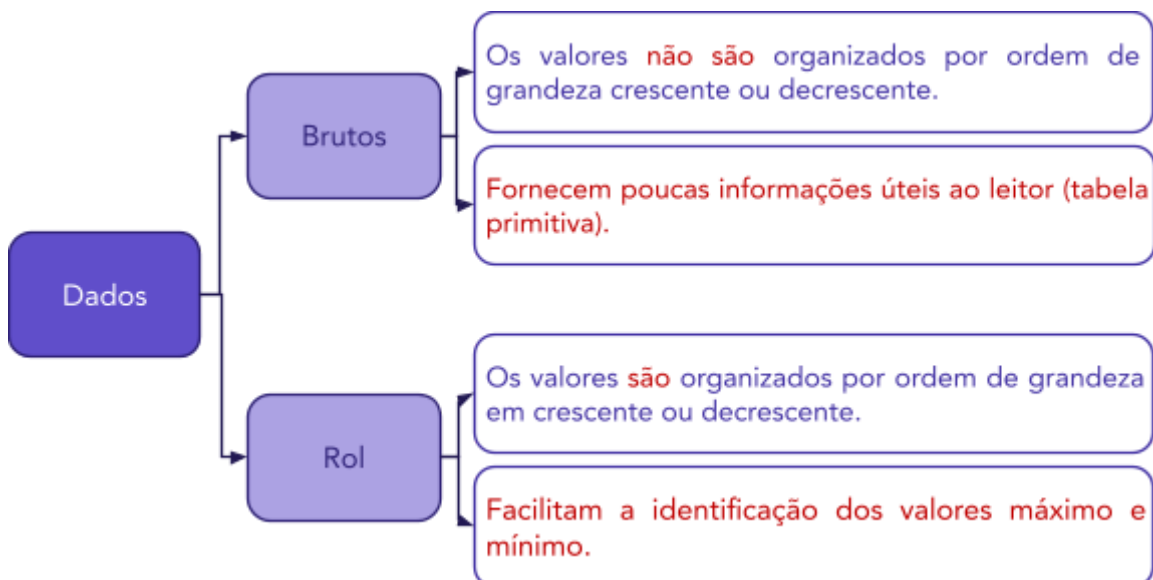 Os valores não são organizados por ordem de
grandeza crescente ou decrescente.
Brutos
Fornecem poucas informações úteis ao leitor (tabela
primitiva).
Dados
Os valores são organizados por ordem de grandeza
em crescente ou decrescente.
Rol
Facilitam a identificação dos valores máximo e
mínimo.